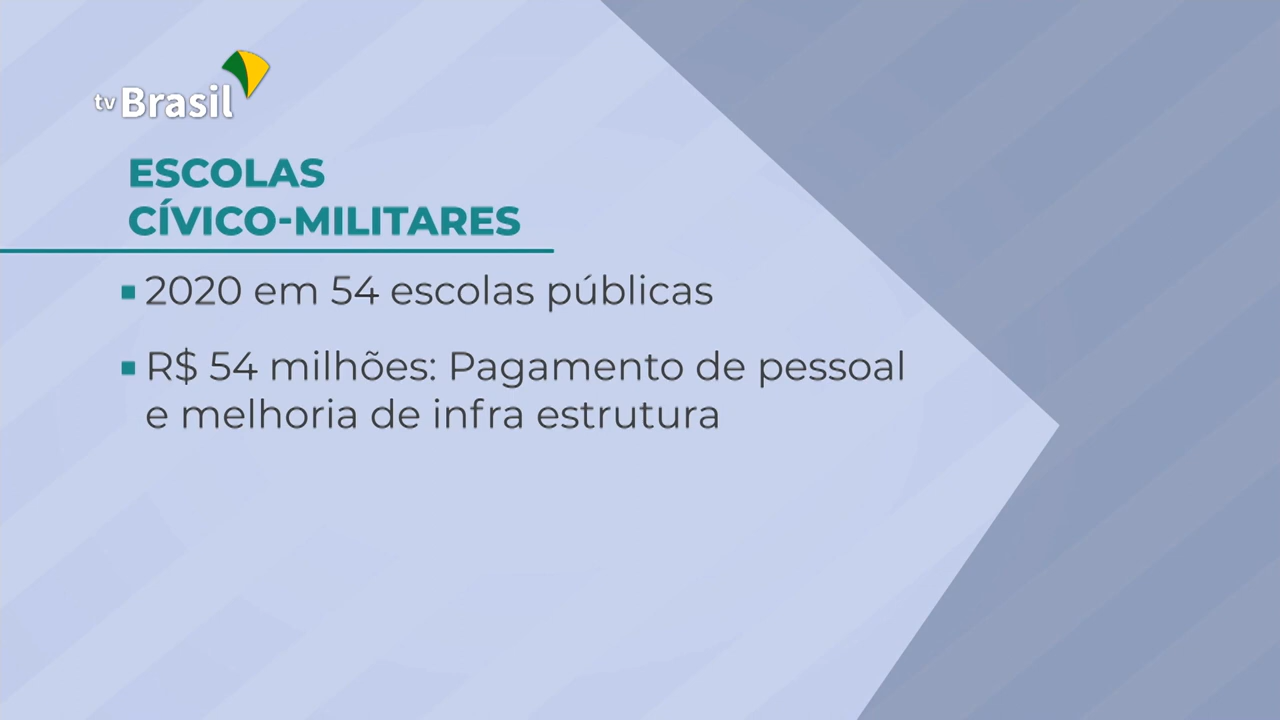 tv Brasil
ESCOLAS
CÍVICO-MILITARES
2020 em 54 escolas públicas
R$ 54 milhões: Pagamento de pessoal
e melhoria de infra estrutura